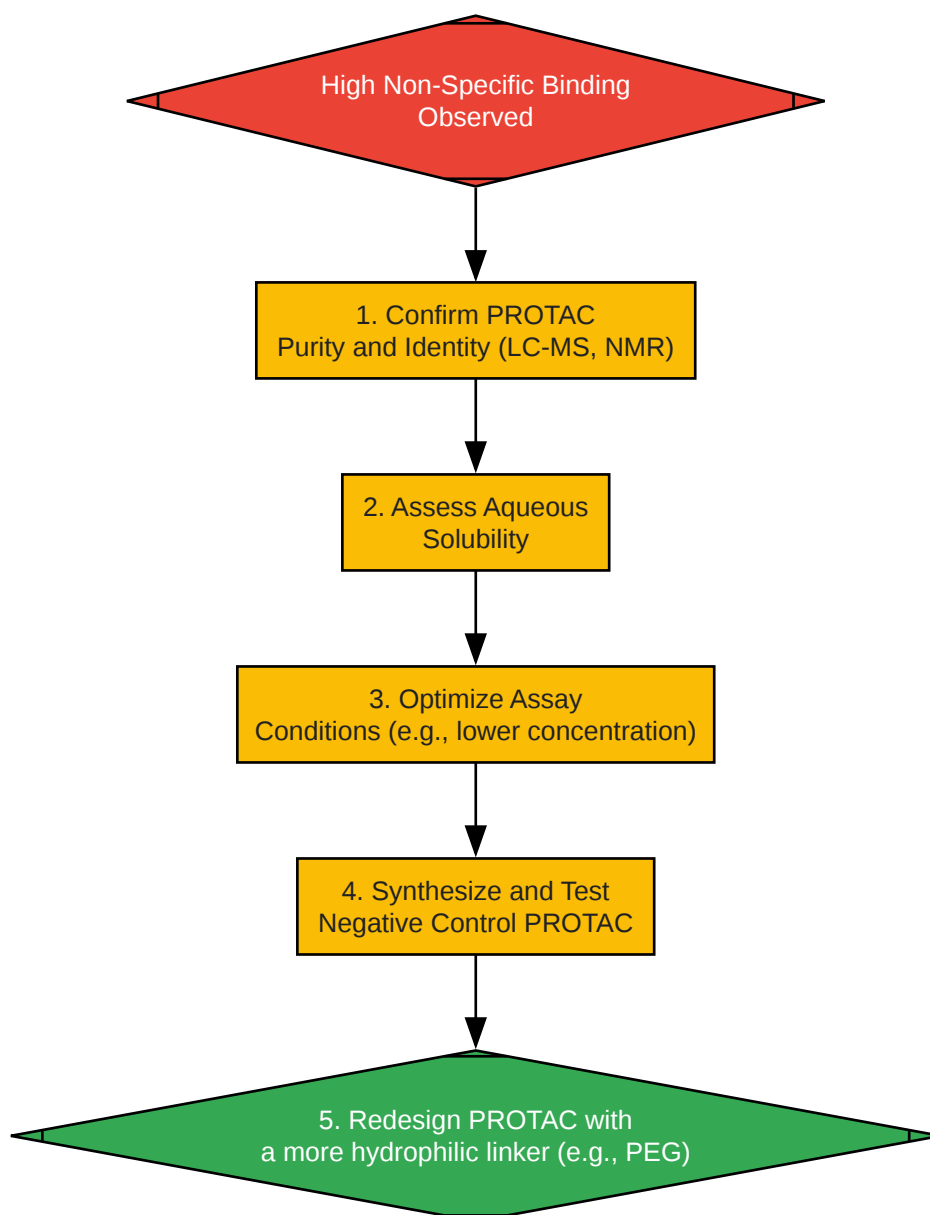 High Non-Specific Binding
Observed
1. Confirm PROTAC
Purity and Identity (LC-MS, NMR)
2. Assess Aqueous
Solubility
3. Optimize Assay
Conditions (e.g., lower concentration)
4. Synthesize and Test
Negative Control PROTAC
5. Redesign PROTAC with
a more hydrophilic linker (e.g., PEG)